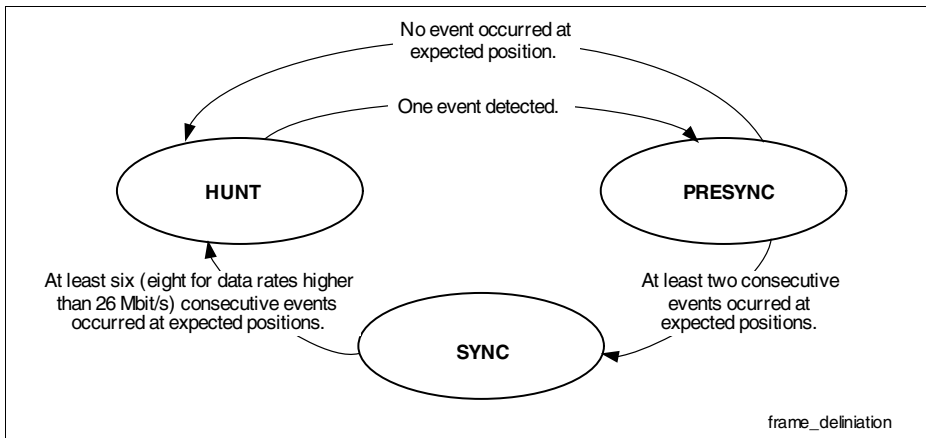 No event occurred at
expected position.
One event detected.
HUNT
PRESYNC
At least six (eight for data rates higher
than 26 Mbit/s) consecutive events
occurred at expected positions.
At least two consecutive
events ocurred at
expected positions.
SYNC
frame_deliniation